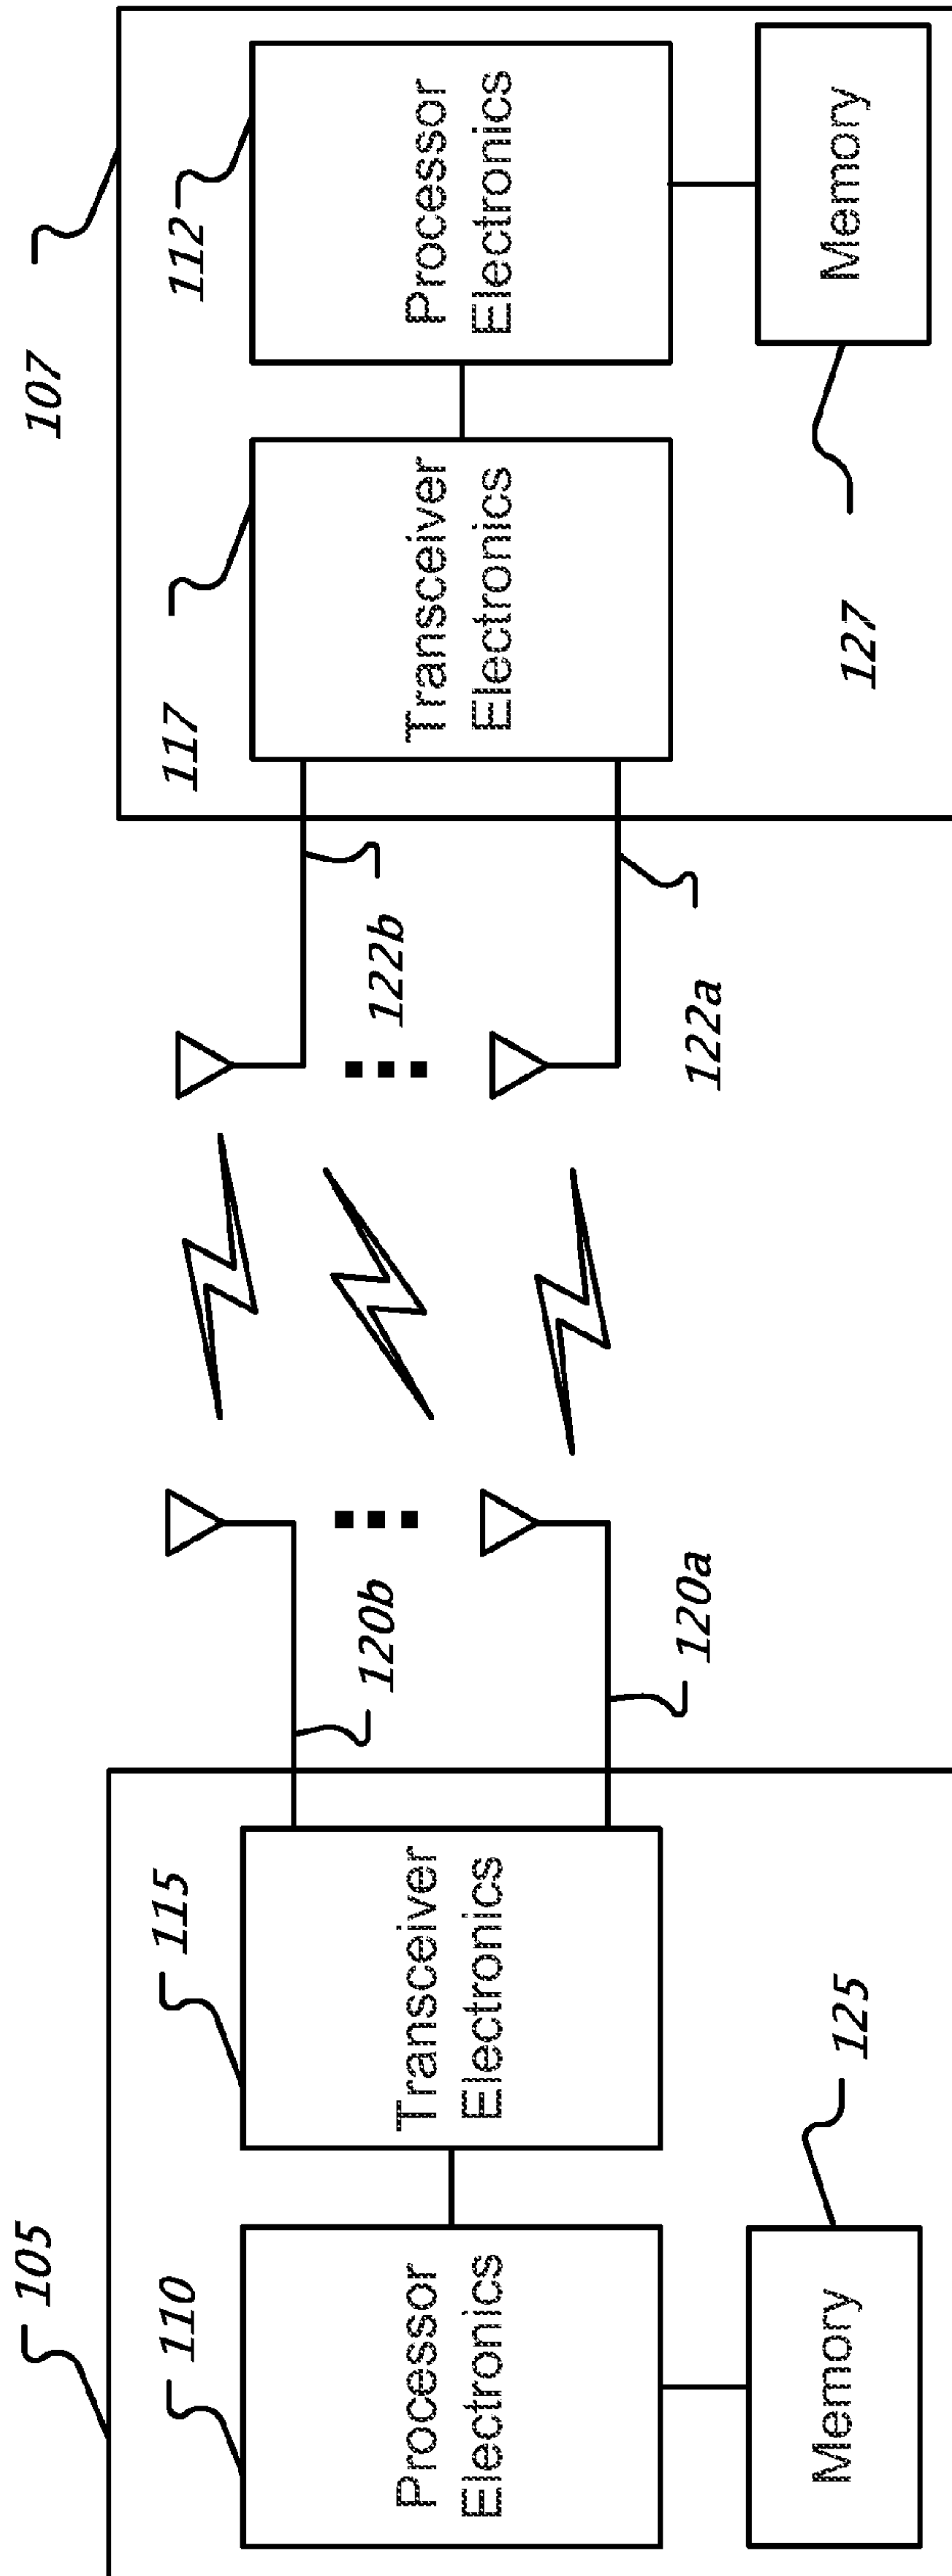 105
110
Processor
Electronics
115
Transceiver
Electronics
Memory
125
120b
120a
122b
122a
107
117
Transceiver
Electronics
112
Processor
Electronics
127
Memory